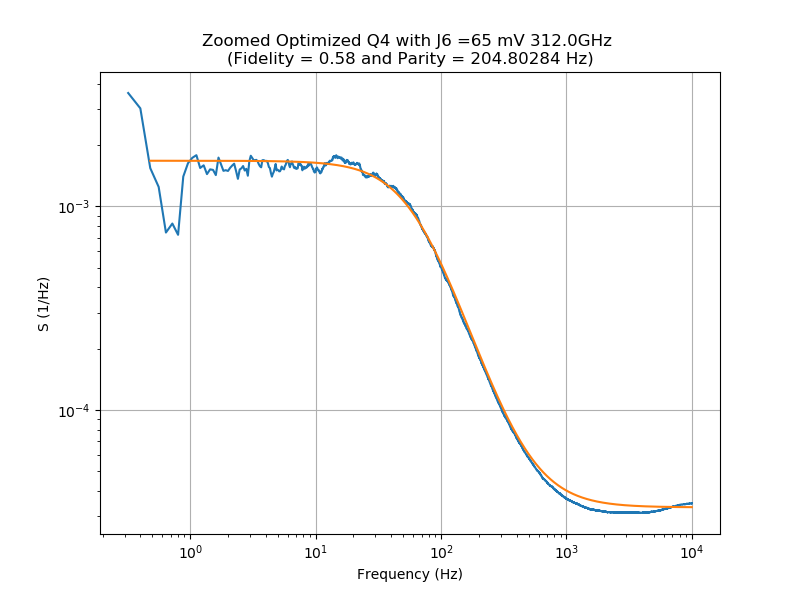 Zoomed Optimized Q4 with J6 =65 mV 312.0GHz
(Fidelity = 0.58 and Parity = 204.80284 Hz)
S (1/Hz)
10⁻³
10⁻⁴
10⁰ 10¹ 10² 10³ 10⁴
Frequency (Hz)